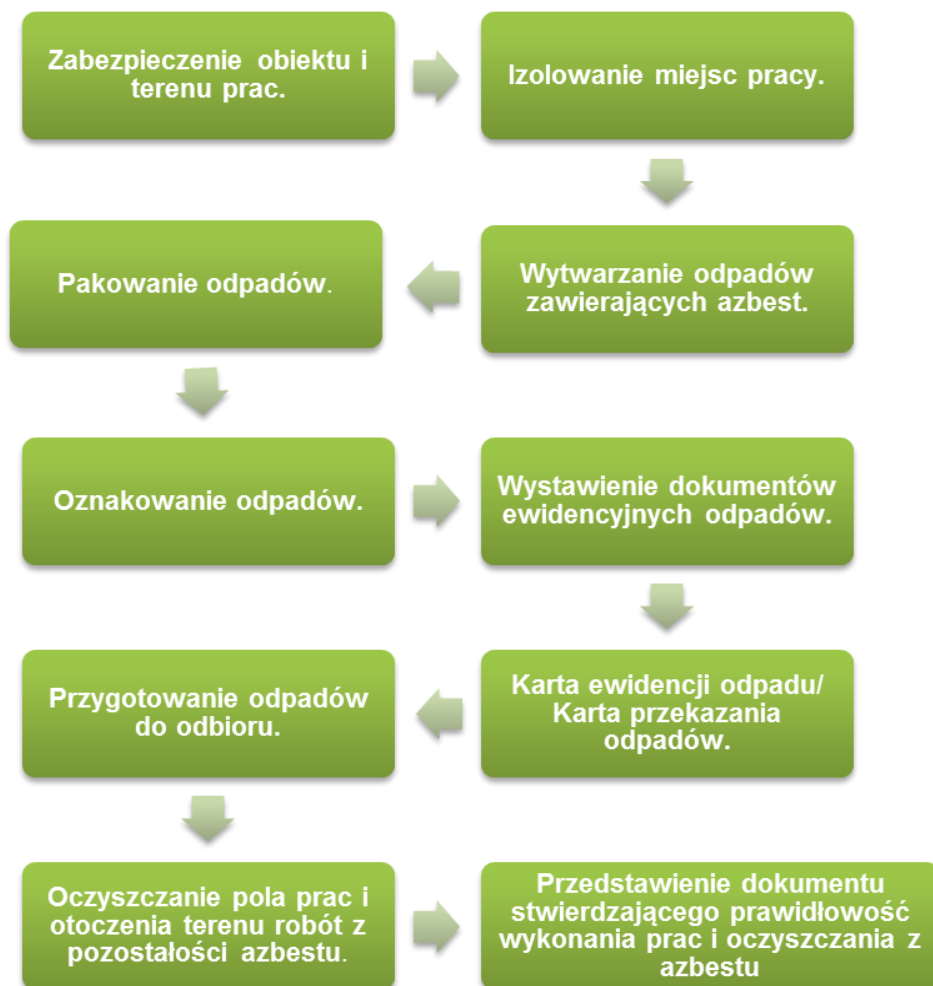 Zabezpieczenie obiektu i
terenu prac.
Izolowanie miejsc pracy.
Wytwarzanie odpadów
zawierających azbest.
Pakowanie odpadów.
Oznakowanie odpadów.
Wystawienie dokumentów
ewidencyjnych odpadów.
Karta ewidencji odpadu/
Karta przekazania
odpadów.
Przygotowanie odpadów
do odbioru.
Oczyszczanie pola prac i
otoczenia terenu robót z
pozostałości azbestu.
Przedstawienie dokumentu
stwierdzającego prawidłowość
wykonania prac i oczyszczania z
azbestu